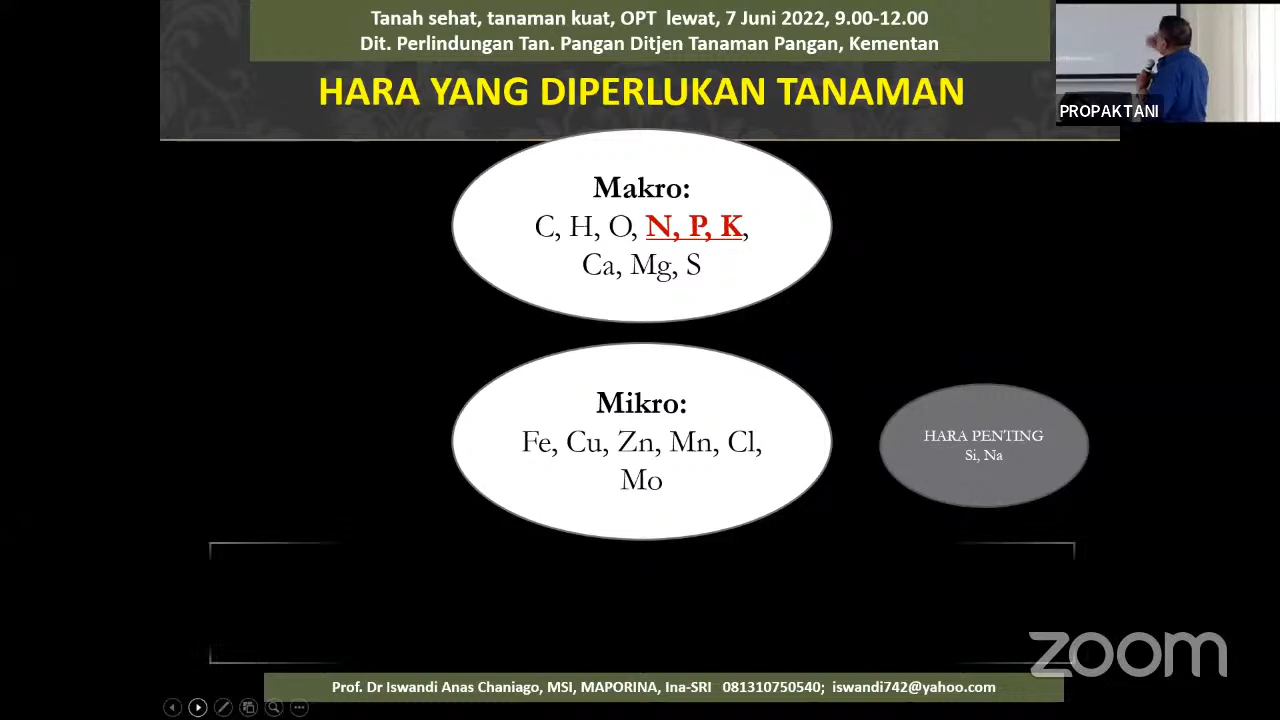 Tanah sehat, tanaman kuat, OPT lewat, 7 Juni 2022, 9.00-12.00
Dit. Perlindungan Tan. Pangan Ditjen Tanaman Pangan, Kementan
HARA YANG DIPERLUKAN TANAMAN
PROPAKTANI
Makro:
C, H, O, N, P, K,
Ca, Mg, S
Mikro:
Fe, Cu, Zn, Mn, Cl,
Mo
HARA PENTING
Si, Na
zoom
Prof. Dr Iswandi Anas Chaniago, MSI, MAPORINA, Ina-SRI 081310750540; iswandi742@yahoo.com